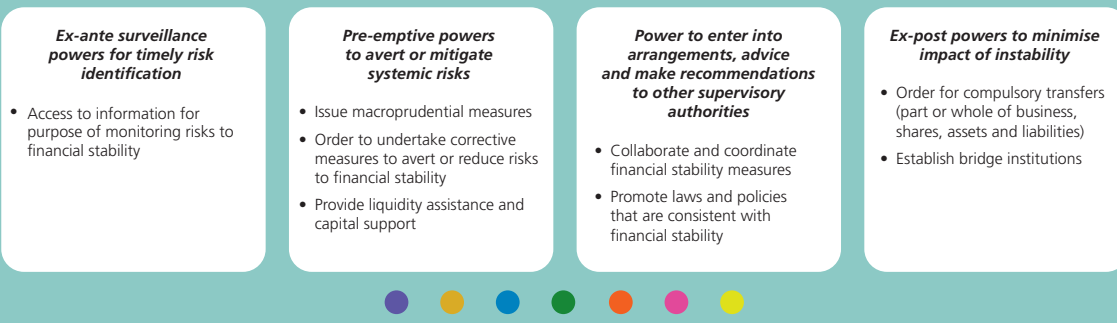 Ex-ante surveillance
powers for timely risk
identification
• Access to information for
purpose of monitoring risks to
financial stability
Pre-emptive powers
to avert or mitigate
systemic risks
• Issue macroprudential measures
• Order to undertake corrective
measures to avert or reduce risks
to financial stability
• Provide liquidity assistance and
capital support
Power to enter into
arrangements, advice
and make recommendations
to other supervisory
authorities
• Collaborate and coordinate
financial stability measures
• Promote laws and policies
that are consistent with
financial stability
Ex-post powers to minimise
impact of instability
• Order for compulsory transfers
(part or whole of business,
shares, assets and liabilities)
• Establish bridge institutions